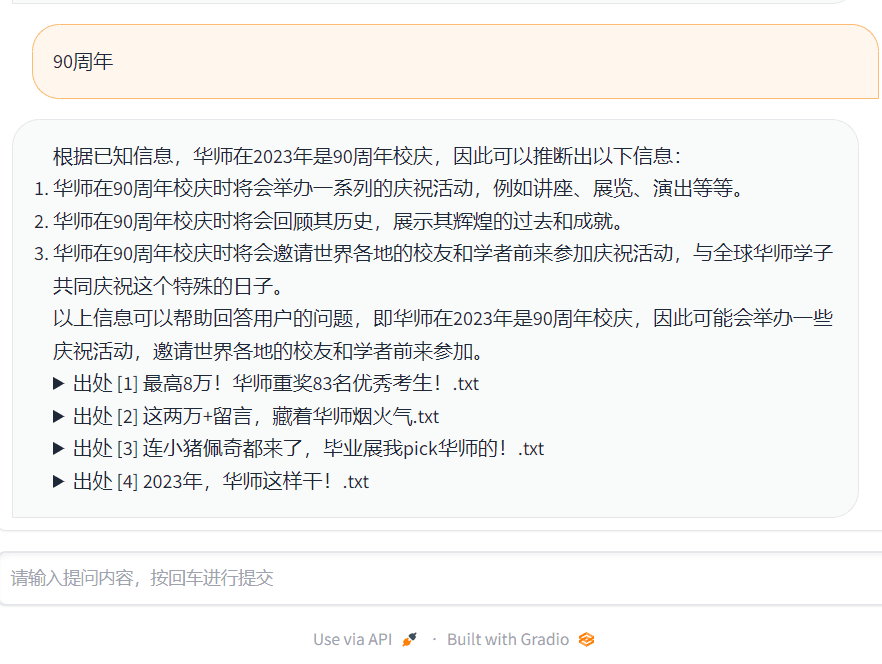 90周年
根据已知信息，华师在2023年是90周年校庆，因此可以推断出以下信息：
1. 华师在90周年校庆时将会举办一系列的庆祝活动，例如讲座、展览、演出等等。
2. 华师在90周年校庆时将会回顾其历史，展示其辉煌的过去和成就。
3. 华师在90周年校庆时将会邀请世界各地的校友和学者前来参加庆祝活动，与全球华师学子
共同庆祝这个特殊的日子。
以上信息可以帮助回答用户的问题，即华师在2023年是90周年校庆，因此可能会举办一些
庆祝活动，邀请世界各地的校友和学者前来参加。
▶ 出处 [1] 最高8万！华师重奖83名优秀考生！.txt
▶ 出处 [2] 这两万+留言，藏着华师烟火气.txt
▶ 出处 [3] 连小猪佩奇都来了，毕业展我pick华师的！.txt
▶ 出处 [4] 2023年，华师这样干！.txt
请输入提问内容，按回车进行提交
Use via API · Built with Gradio